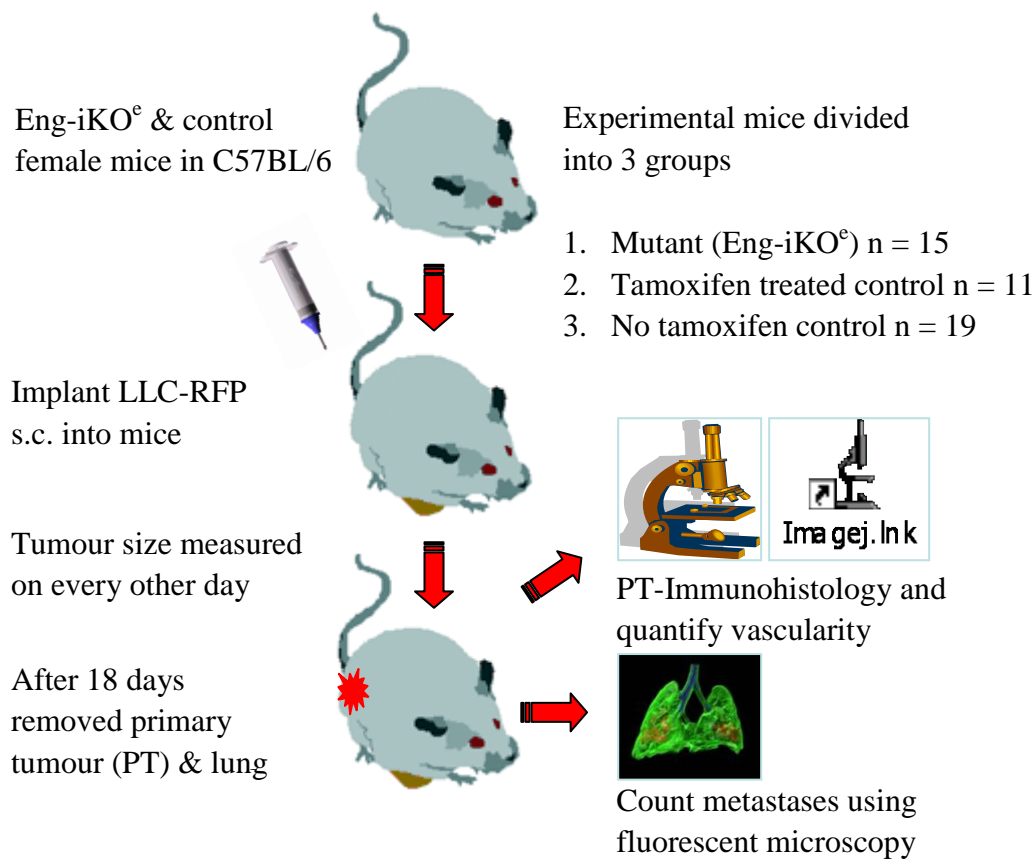 Eng-iKOᵉ & control
female mice in C57BL/6
Experimental mice divided
into 3 groups
1. Mutant (Eng-iKOᵉ) n = 15
2. Tamoxifen treated control n = 11
3. No tamoxifen control n = 19
Implant LLC-RFP
s.c. into mice
Imagej.lnk
Tumour size measured
on every other day
PT-Immunohistology and
quantify vascularity
After 18 days
removed primary
tumour (PT) & lung
Count metastases using
fluorescent microscopy